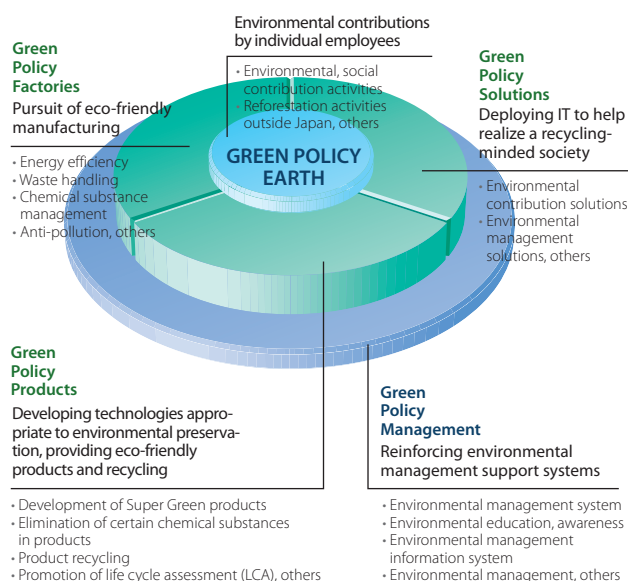 Environmental contributions
by individual employees
• Environmental, social
contribution activities
• Reforestation activities
outside Japan, others
Green
Policy
Factories
Pursuit of eco-friendly
manufacturing
• Energy efficiency
• Waste handling
• Chemical substance
management
• Anti-pollution, others
GREEN POLICY
EARTH
Green
Policy
Solutions
Deploying IT to help
realize a recycling-
minded society
• Environmental
contribution solutions
• Environmental
management
solutions, others
Green
Policy
Products
Developing technologies appro-
priate to environmental preserva-
tion, providing eco-friendly
products and recycling
• Development of Super Green products
• Elimination of certain chemical substances
in products
• Product recycling
• Promotion of life cycle assessment (LCA), others
Green
Policy
Management
Reinforcing environmental
management support systems
• Environmental management system
• Environmental education, awareness
• Environmental management
information system
• Environmental management, others